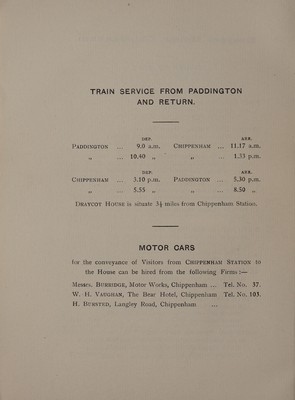 TRAIN SERVICE FROM PADDINGTON
AND RETURN.
DEP. ARR.
PADDINGTON ... 9.0 a.m. CHIPPENHAM ... 11.17 a.m.
„ ... 10.40 „ „ ... 1.33 p.m.
DEP. ARR.
CHIPPENHAM ... 3.10 p.m. PADDINGTON ... 5.30 p.m.
„ ... 5.55 „ „ ... 8.50 „
DRAYCOT HOUSE is situate 3½ miles from Chippenham Station.
MOTOR CARS
for the conveyance of Visitors from CHIPPENHAM STATION to
the House can be hired from the following Firms :—
Messrs. BURRIDGE, Motor Works, Chippenham ... Tel. No. 37.
W. H. VAUGHAN, The Bear Hotel, Chippenham Tel. No. 103.
H. BURSTED, Langley Road, Chippenham ...